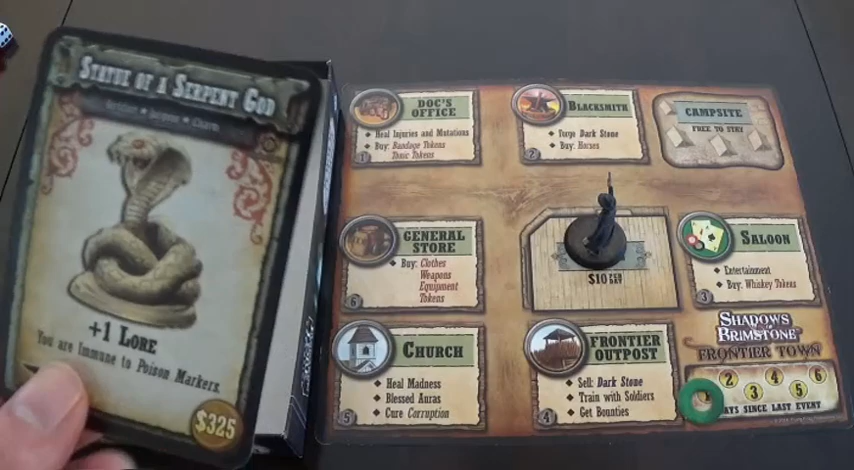 STATUE OF A SERPENT GOD
+1 LORE
You are Immune to Poison Markers.
$325
DOC'S
OFFICE
Heal Injuries and Mutations
Buy: Bandage Tokens
Tonic Tokens
1
BLACKSMITH
Forge Dark Stone
Buy: Horses
2
CAMPSITE
FREE TO STAY
GENERAL
STORE
Buy: Clothes
Weapons
Equipment
Tokens
6
$10 PER
DAY
SALOON
Entertainment
Buy: Whiskey Tokens
3
CHURCH
Heal Madness
Blessed Auras
Cure Corruption
5
FRONTIER
OUTPOST
Sell: Dark Stone
Train with Soldiers
Get Bounties
4
SHADOWS
OF
BRIMSTONE
FRONTIER TOWN
2 3 4 5 6
AYS SINCE LAST EVENT